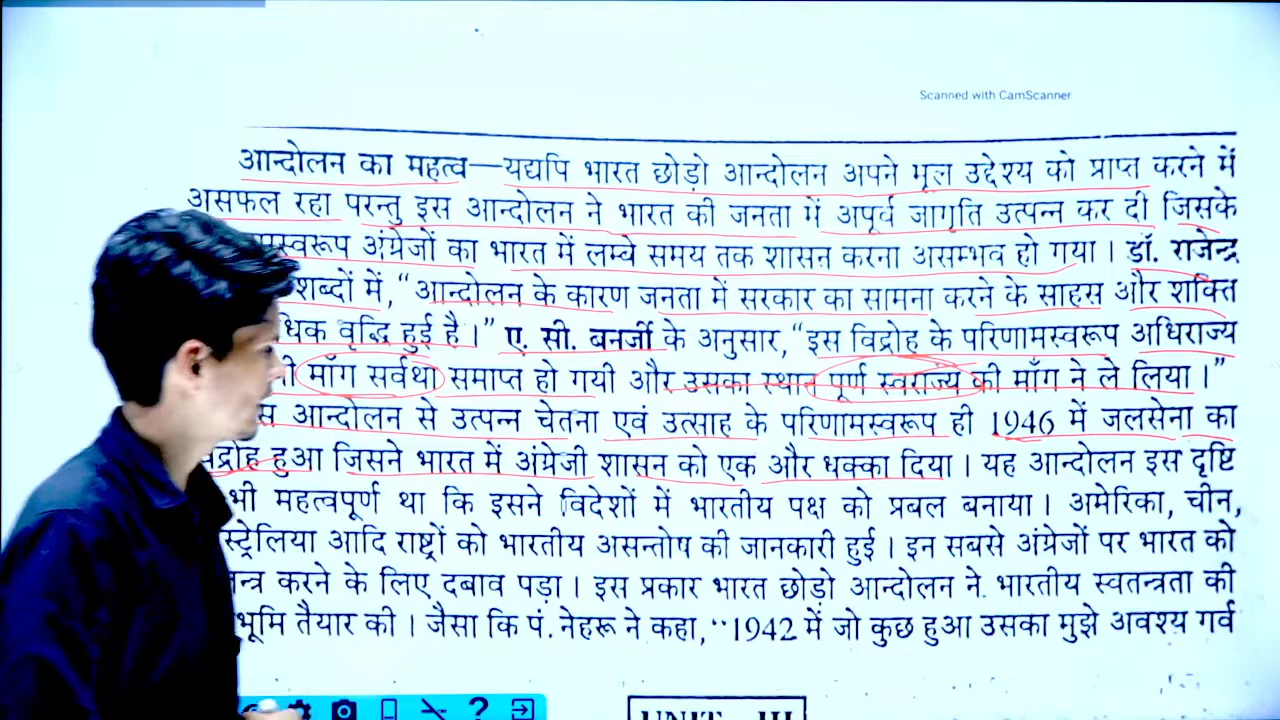 Scanned with CamScanner
आन्दोलन का महत्व—यद्यपि भारत छोड़ो आन्दोलन अपने मूल उद्देश्य को प्राप्त करने में
असफल रहा परन्तु इस आन्दोलन ने भारत की जनता में अपूर्व जागृति उत्पन्न कर दी जिसके
स्वरूप अंग्रेजों का भारत में लम्बे समय तक शासन करना असम्भव हो गया। डॉ. राजेन्द्र
शब्दों में, “आन्दोलन के कारण जनता में सरकार का सामना करने के साहस और शक्ति
धिक वृद्धि हुई है।” ए. सी. बनर्जी के अनुसार, “इस विद्रोह के परिणामस्वरूप अधिराज्य
माँग सर्वथा समाप्त हो गयी और उसका स्थान पूर्ण स्वराज्य की माँग ने ले लिया।”
आन्दोलन से उत्पन्न चेतना एवं उत्साह के परिणामस्वरूप ही 1946 में जलसेना का
द्रोह हुआ जिसने भारत में अंग्रेजी शासन को एक और धक्का दिया। यह आन्दोलन इस दृष्टि
भी महत्वपूर्ण था कि इसने विदेशों में भारतीय पक्ष को प्रबल बनाया। अमेरिका, चीन,
स्ट्रेलिया आदि राष्ट्रों को भारतीय असन्तोष की जानकारी हुई। इन सबसे अंग्रेजों पर भारत को
तन्त्र करने के लिए दबाव पड़ा। इस प्रकार भारत छोड़ो आन्दोलन ने भारतीय स्वतन्त्रता की
भूमि तैयार की। जैसा कि पं. नेहरू ने कहा, “1942 में जो कुछ हुआ उसका मुझे अवश्य गर्व
UNIT—III